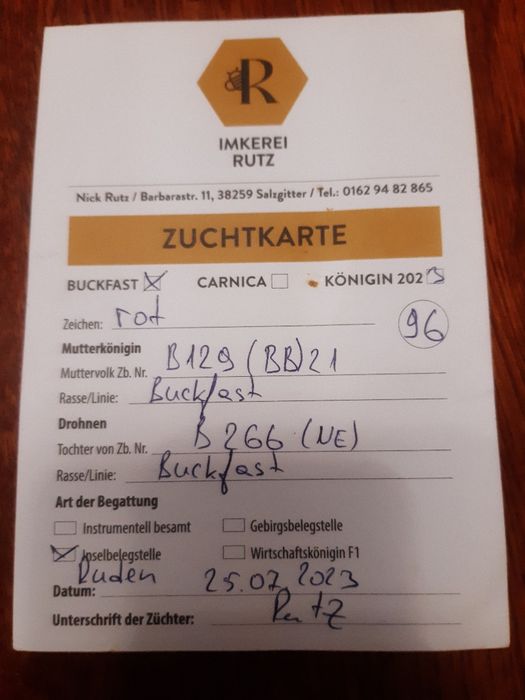 R
IMKEREI
RUTZ
Nick Rutz / Barbarastr. 11, 38259 Salzgitter / Tel.: 0162 94 82 865
ZUCHTKARTE
BUCKFAST CARNICA KÖNIGIN 2023
Zeichen: rot 96
Mutterkönigin
Muttervolk Zb. Nr. B129 (BB)21
Rasse/Linie: Buckfast
Drohnen
Tochter von Zb. Nr. B266 (NE)
Rasse/Linie: Buckfast
Art der Begattung
Instrumentell besamt Gebirgsbelegstelle
Inselbelegstelle Wirtschaftskönigin F1
Ruden
Datum: 25.07.2023
Unterschrift der Züchter: Rutz